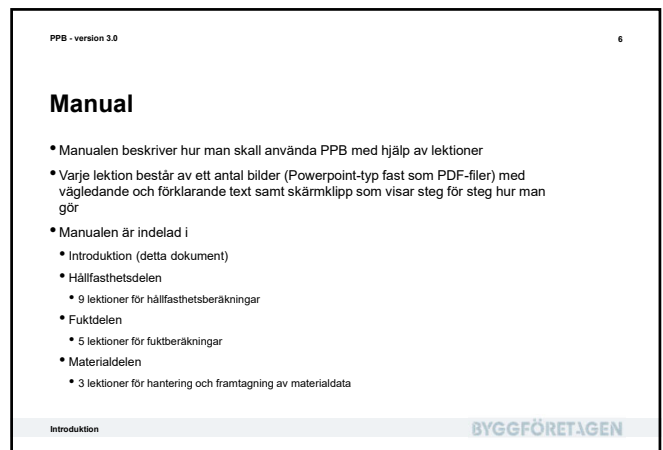 PPB - version 3.0
6
Manual
• Manualen beskriver hur man skall använda PPB med hjälp av lektioner
• Varje lektion består av ett antal bilder (Powerpoint-typ fast som PDF-filer) med
vägledande och förklarande text samt skärmklipp som visar steg för steg hur man
gör
• Manualen är indelad i
• Introduktion (detta dokument)
• Hållfasthetsdelen
• 9 lektioner för hållfasthetsberäkningar
• Fuktdelen
• 5 lektioner för fuktberäkningar
• Materialdelen
• 3 lektioner för hantering och framtagning av materialdata
Introduktion
BYGGFÖRETAGEN